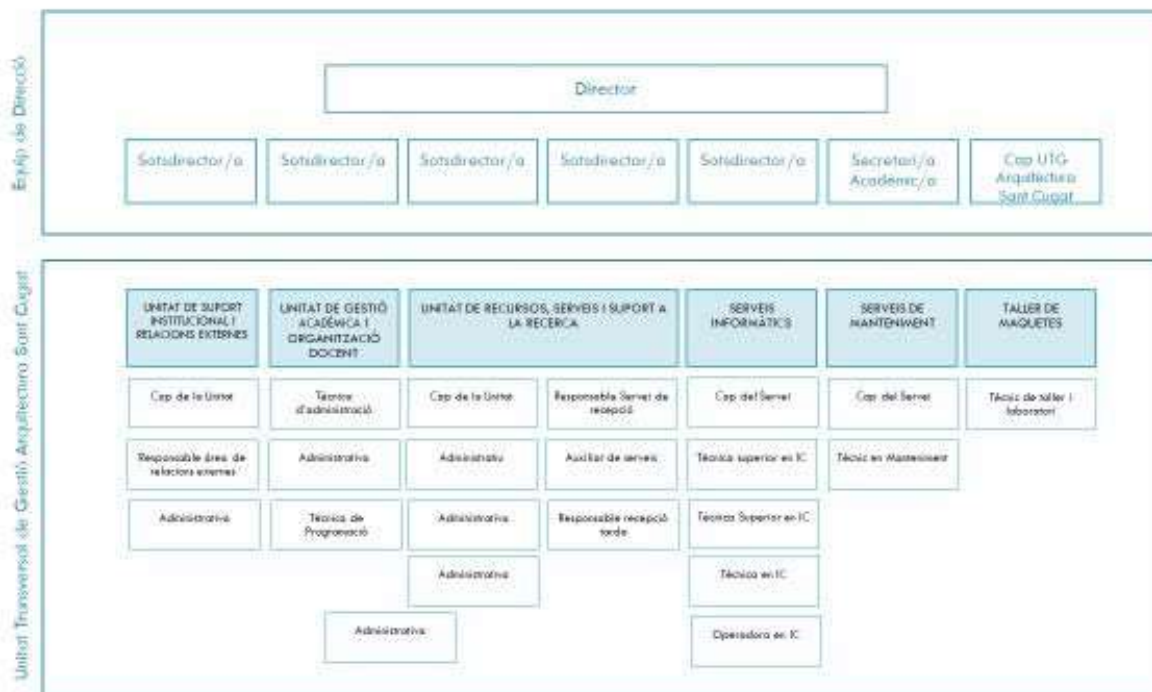 Equip de Direcció
Director
Sotsdirector/a
Sotsdirector/a
Sotsdirector/a
Sotsdirector/a
Sotsdirector/a
Secretari/a
Acadèmic/a
Cap UTG
Arquitectura
Sant Cugat
Unitat Transversal de Gestió Arquitectura Sant Cugat
UNITAT DE SUPORT
INSTITUCIONAL I
RELACIONS EXTERNES
UNITAT DE GESTIÓ
ACADÈMICA I
ORGANITZACIÓ
DOCENT
UNITAT DE RECURSOS, SERVEIS I SUPORT A
LA RECERCA
SERVEIS
INFORMÀTICS
SERVEIS DE
MANTENIMENT
TALLER DE
MAQUETES
Cap de la Unitat
Tècnica
d'administració
Cap de la Unitat
Responsable Servei de
recepció
Cap del Servei
Cap del Servei
Tècnic de taller i
laboratori
Responsable àrea de
relacions externes
Administrativa
Administratiu
Auxiliar de serveis
Tècnica superior en IC
Tècnic en Manteniment
Administrativa
Tècnica de
Programació
Administrativa
Responsable recepció
tarda
Tècnica Superior en IC
Administrativa
Tècnica en IC
Administrativa
Operadora en IC